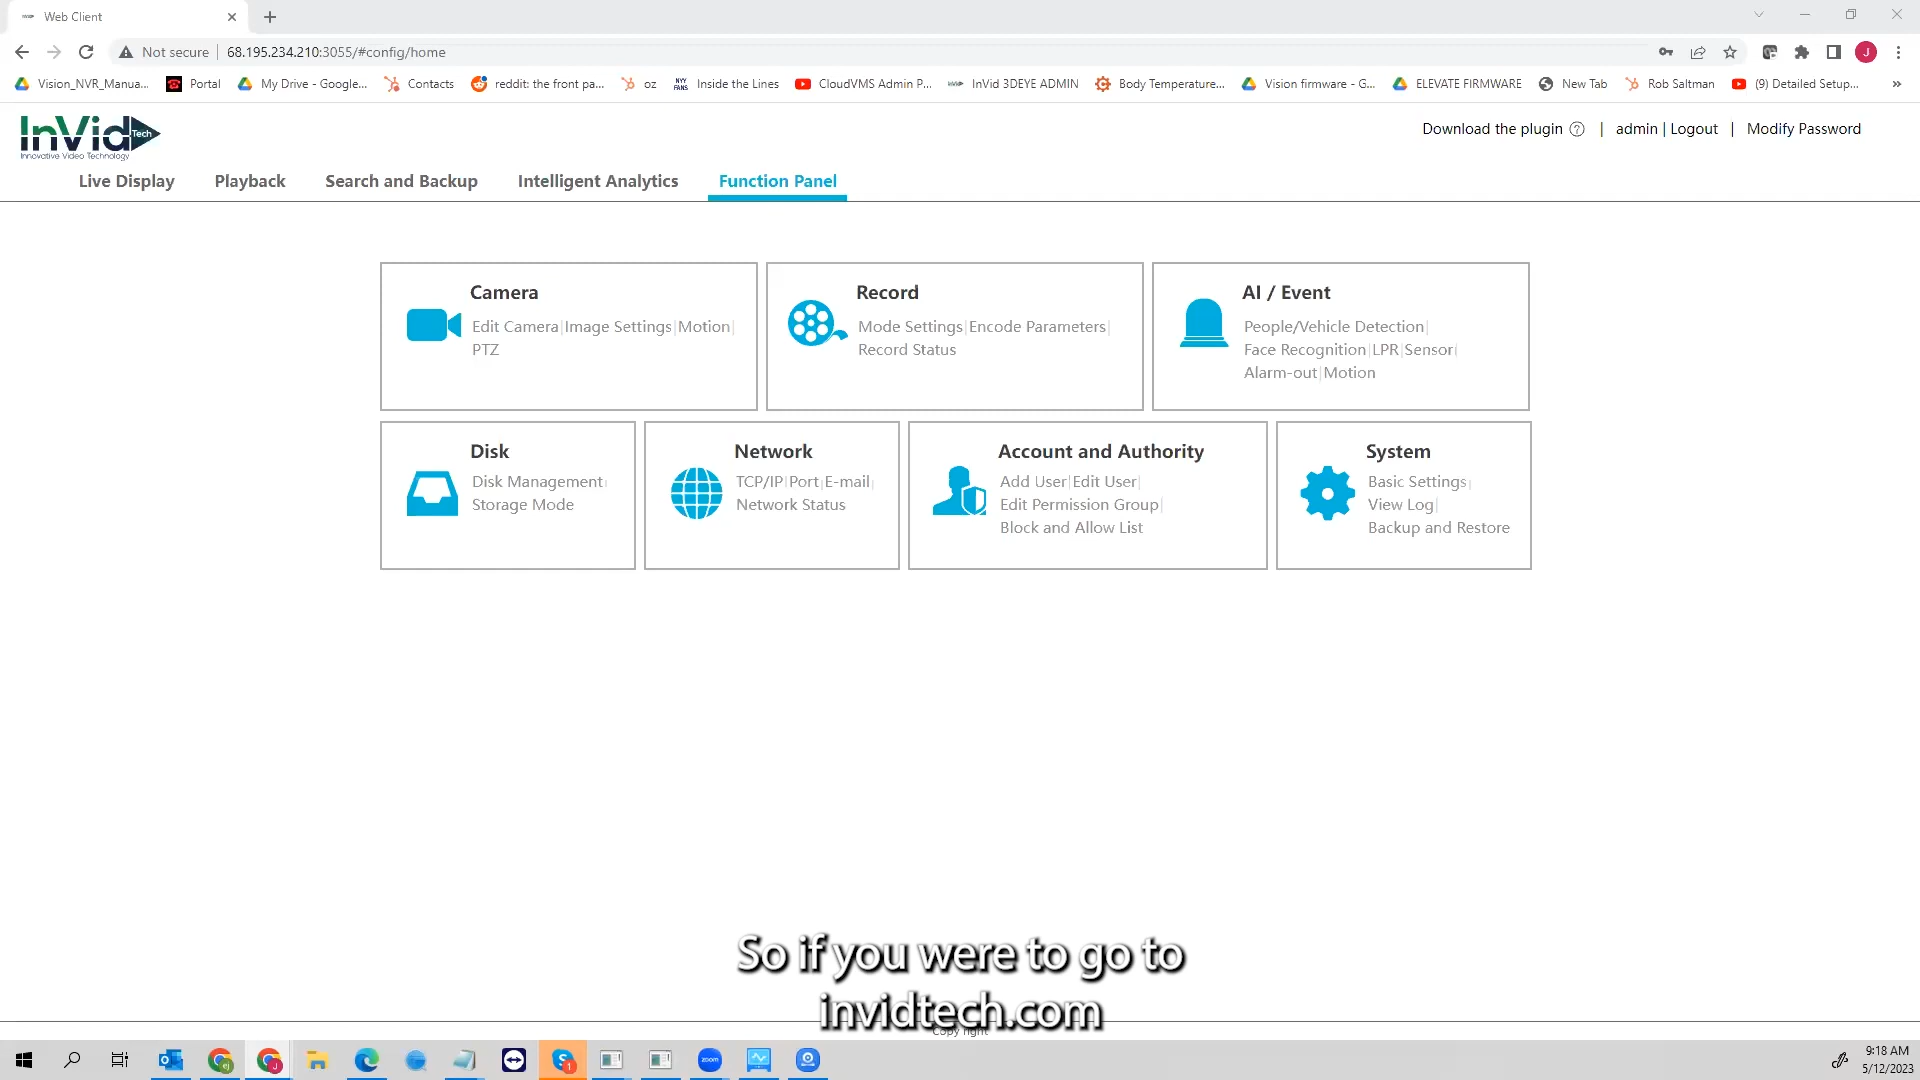 Web Client
Not secure | 68.195.234.210:3055/#config/home
J
Vision_NVR_Manua... Portal My Drive - Google... Contacts reddit: the front pa... oz NYY FANS Inside the Lines CloudVMS Admin P... InVid 3DEYE ADMIN Body Temperature... Vision firmware - G... ELEVATE FIRMWARE New Tab Rob Saltman (9) Detailed Setup... »
InVid Tech
Innovative Video Technology
Download the plugin ? | admin | Logout | Modify Password
Live Display Playback Search and Backup Intelligent Analytics Function Panel
Camera
Edit Camera|Image Settings|Motion|
PTZ
Record
Mode Settings|Encode Parameters|
Record Status
AI / Event
People/Vehicle Detection|
Face Recognition|LPR|Sensor|
Alarm-out|Motion
Disk
Disk Management|
Storage Mode
Network
TCP/IP|Port|E-mail|
Network Status
Account and Authority
Add User|Edit User|
Edit Permission Group|
Block and Allow List
System
Basic Settings|
View Log|
Backup and Restore
So if you were to go to
invidtech.com
Copy right
zoom
9:18 AM
5/12/2023